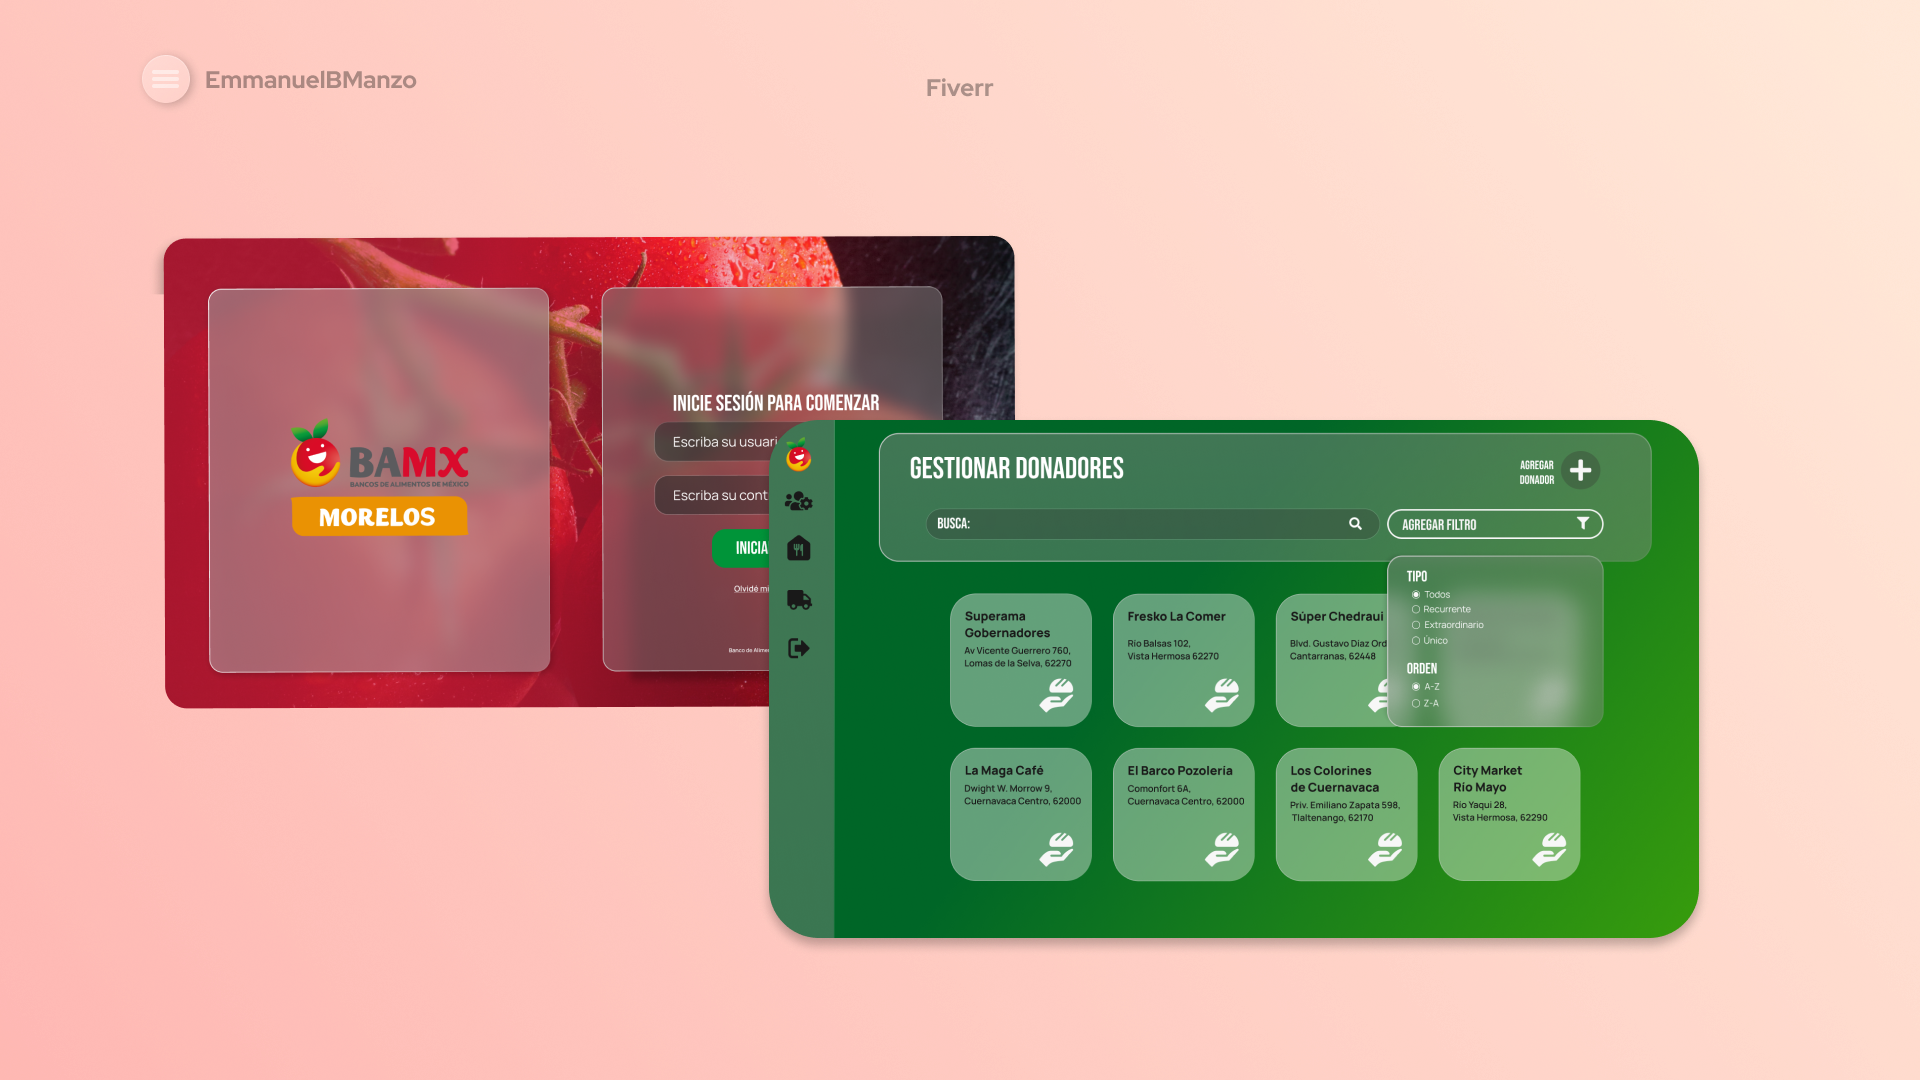 EmmanuelBManzo
Fiverr
BAMX
BANCOS DE ALIMENTOS DE MÉXICO
MORELOS
INICIE SESIÓN PARA COMENZAR
Escriba su usuari
Escriba su cont
INICIA
Olvidé mi
Banco de Alime
GESTIONAR DONADORES
AGREGAR
DONADOR
BUSCA:
AGREGAR FILTRO
TIPO
Todos
Recurrente
Extraordinario
Único
ORDEN
A-Z
Z-A
Superama
Gobernadores
Av Vicente Guerrero 760,
Lomas de la Selva, 62270
Fresko La Comer
Río Balsas 102,
Vista Hermosa 62270
Súper Chedraui
Blvd. Gustavo Díaz Ord
Cantarranas, 62448
La Maga Café
Dwight W. Morrow 9,
Cuernavaca Centro, 62000
El Barco Pozolería
Comonfort 6A,
Cuernavaca Centro, 62000
Los Colorines
de Cuernavaca
Priv. Emiliano Zapata 598,
Tlaltenango, 62170
City Market
Río Mayo
Río Yaqui 28,
Vista Hermosa, 62290